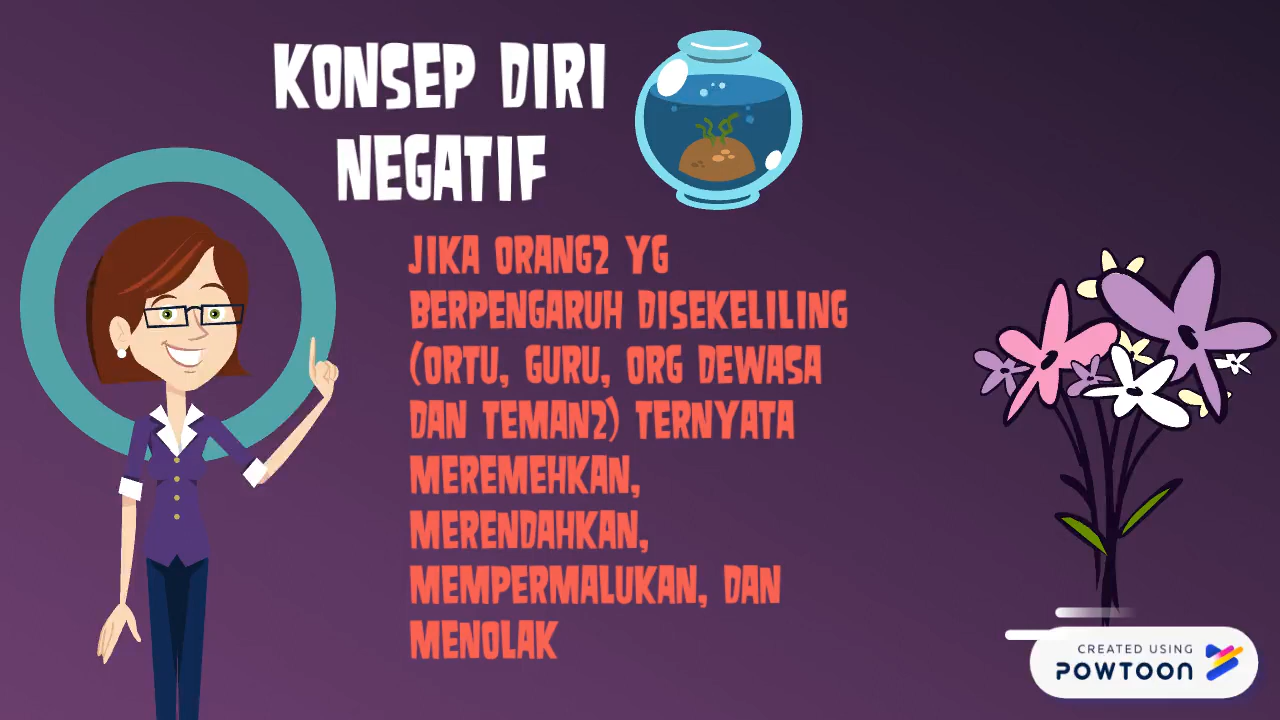 KONSEP DIRI
NEGATIF
JIKA ORANG2 YG
BERPENGARUH DISEKELILING
(ORTU, GURU, ORG DEWASA
DAN TEMAN2) TERNYATA
MEREMEHKAN,
MERENDAHKAN,
MEMPERMALUKAN, DAN
MENOLAK
CREATED USING
POWTOON